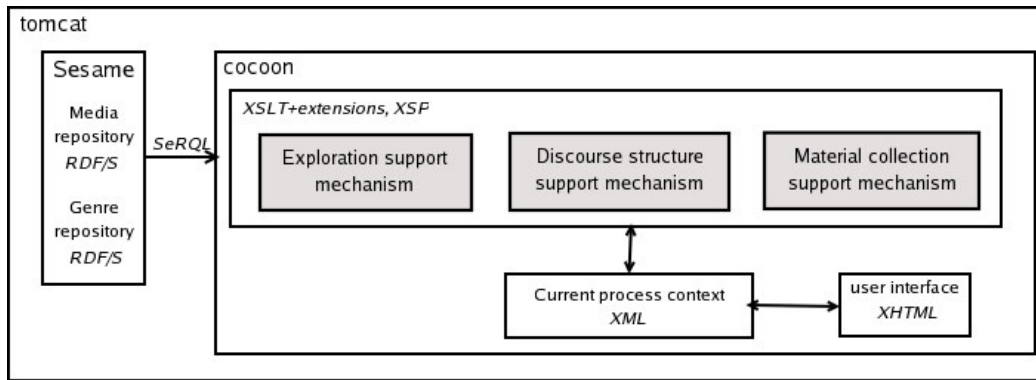 tomcat
Sesame
Media
repository
RDF/S
Genre
repository
RDF/S
SeRQL
cocoon
XSLT+extensions, XSP
Exploration support
mechanism
Discourse structure
support mechanism
Material collection
support mechanism
Current process context
XML
user interface
XHTML